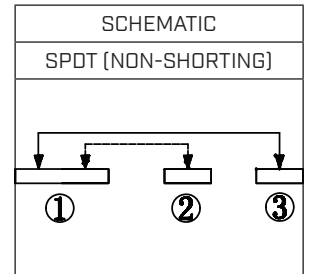 SCHEMATIC
SPDT (NON-SHORTING)
① ② ③